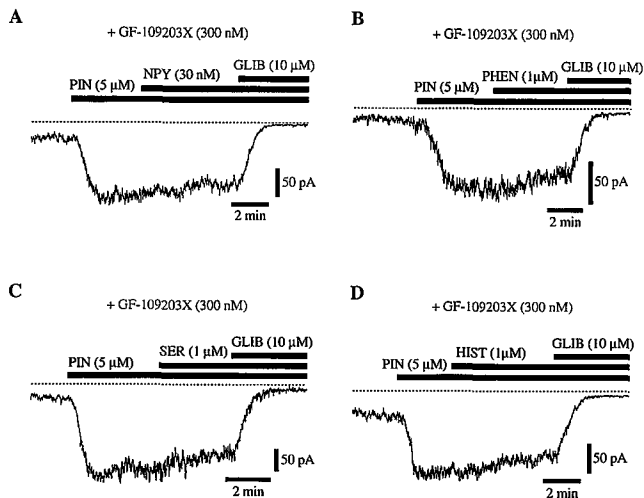 A
+ GF-109203X (300 nM)
GLIB (10 µM)
NPY (30 nM)
PIN (5 µM)
50 pA
2 min
B
+ GF-109203X (300 nM)
GLIB (10 µM)
PHEN (1µM)
PIN (5 µM)
50 pA
2 min
C
+ GF-109203X (300 nM)
GLIB (10 µM)
SER (1 µM)
PIN (5 µM)
50 pA
2 min
D
+ GF-109203X (300 nM)
GLIB (10 µM)
HIST (1µM)
PIN (5 µM)
50 pA
2 min